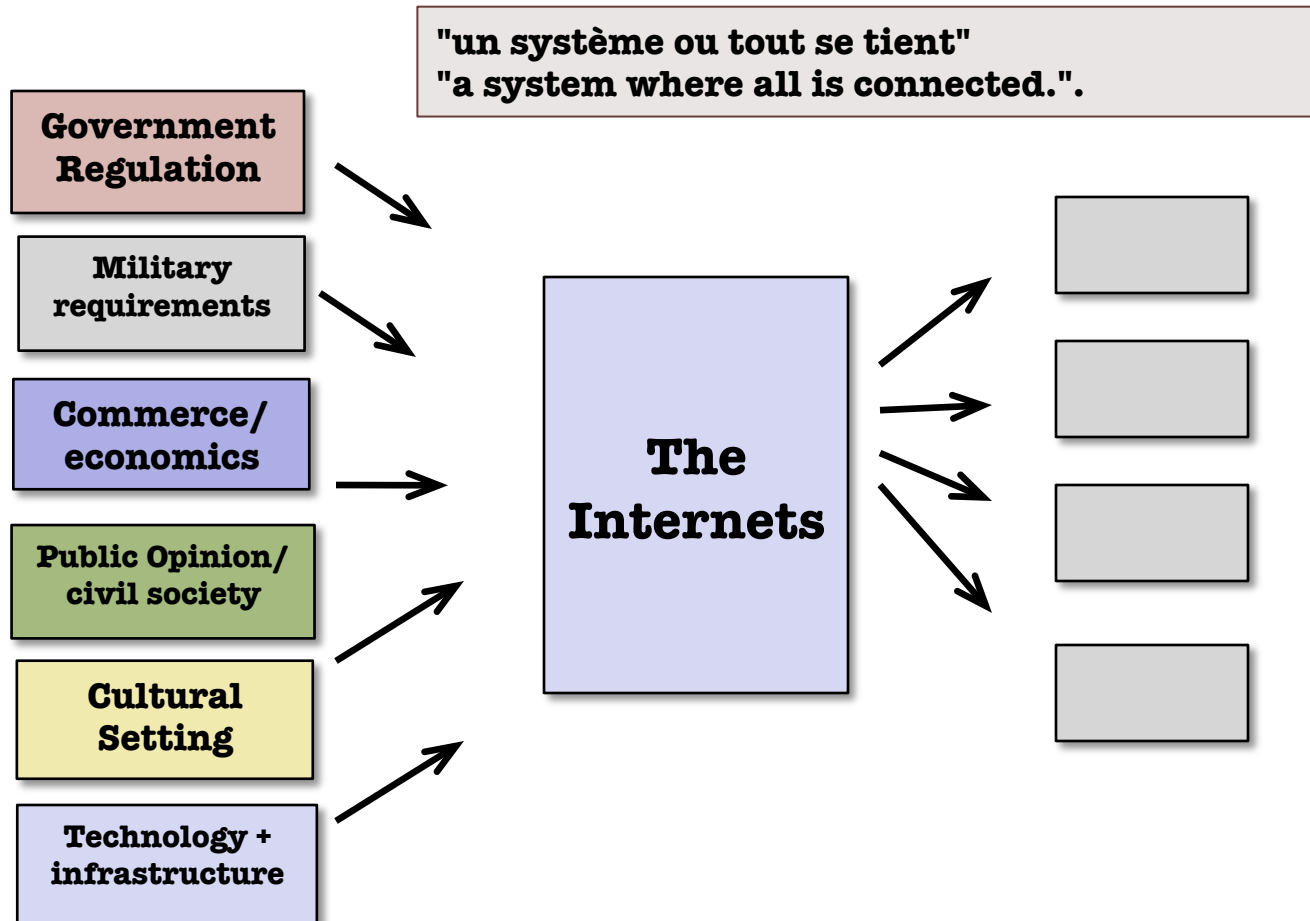 "un système ou tout se tient"
"a system where all is connected.".
Government
Regulation
Military
requirements
Commerce/
economics
Public Opinion/
civil society
Cultural
Setting
Technology +
infrastructure
The
Internets